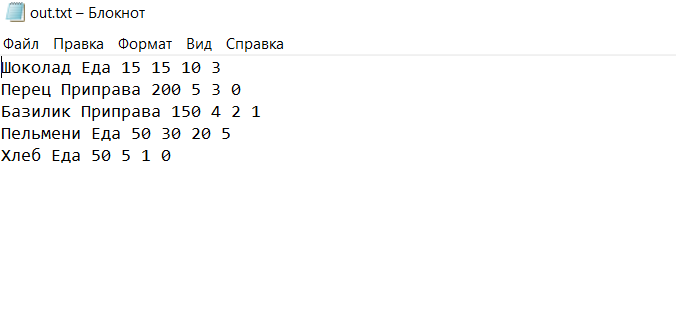 out.txt – Блокнот
Файл Правка Формат Вид Справка
Шоколад Еда 15 15 10 3
Перец Приправа 200 5 3 0
Базилик Приправа 150 4 2 1
Пельмени Еда 50 30 20 5
Хлеб Еда 50 5 1 0